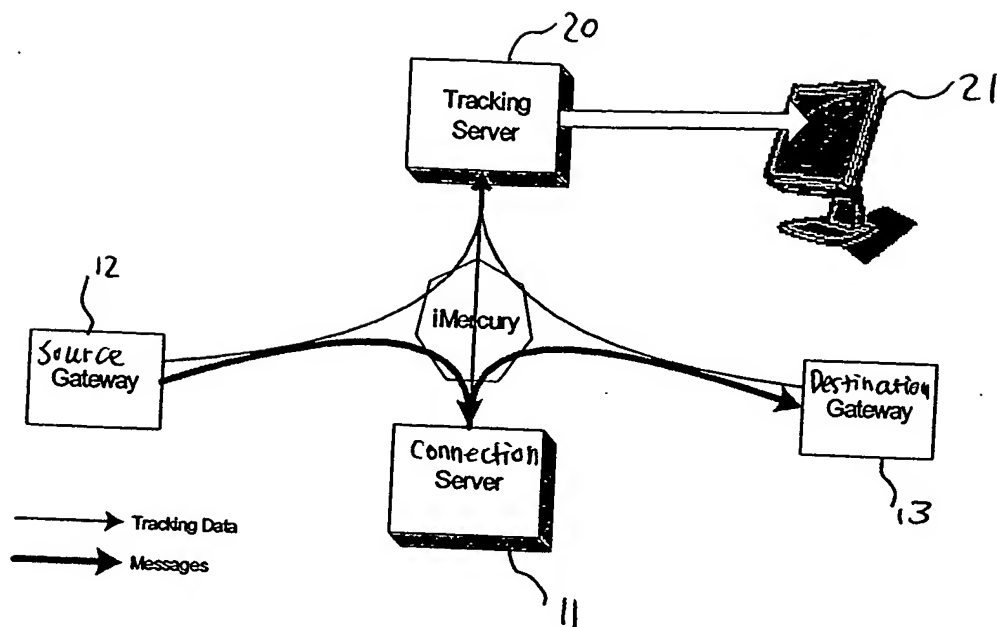 20
Tracking
Server
21
12
iMercury
Source
Gateway
Destination
Gateway
Connection
Server
13
Tracking Data
Messages
11